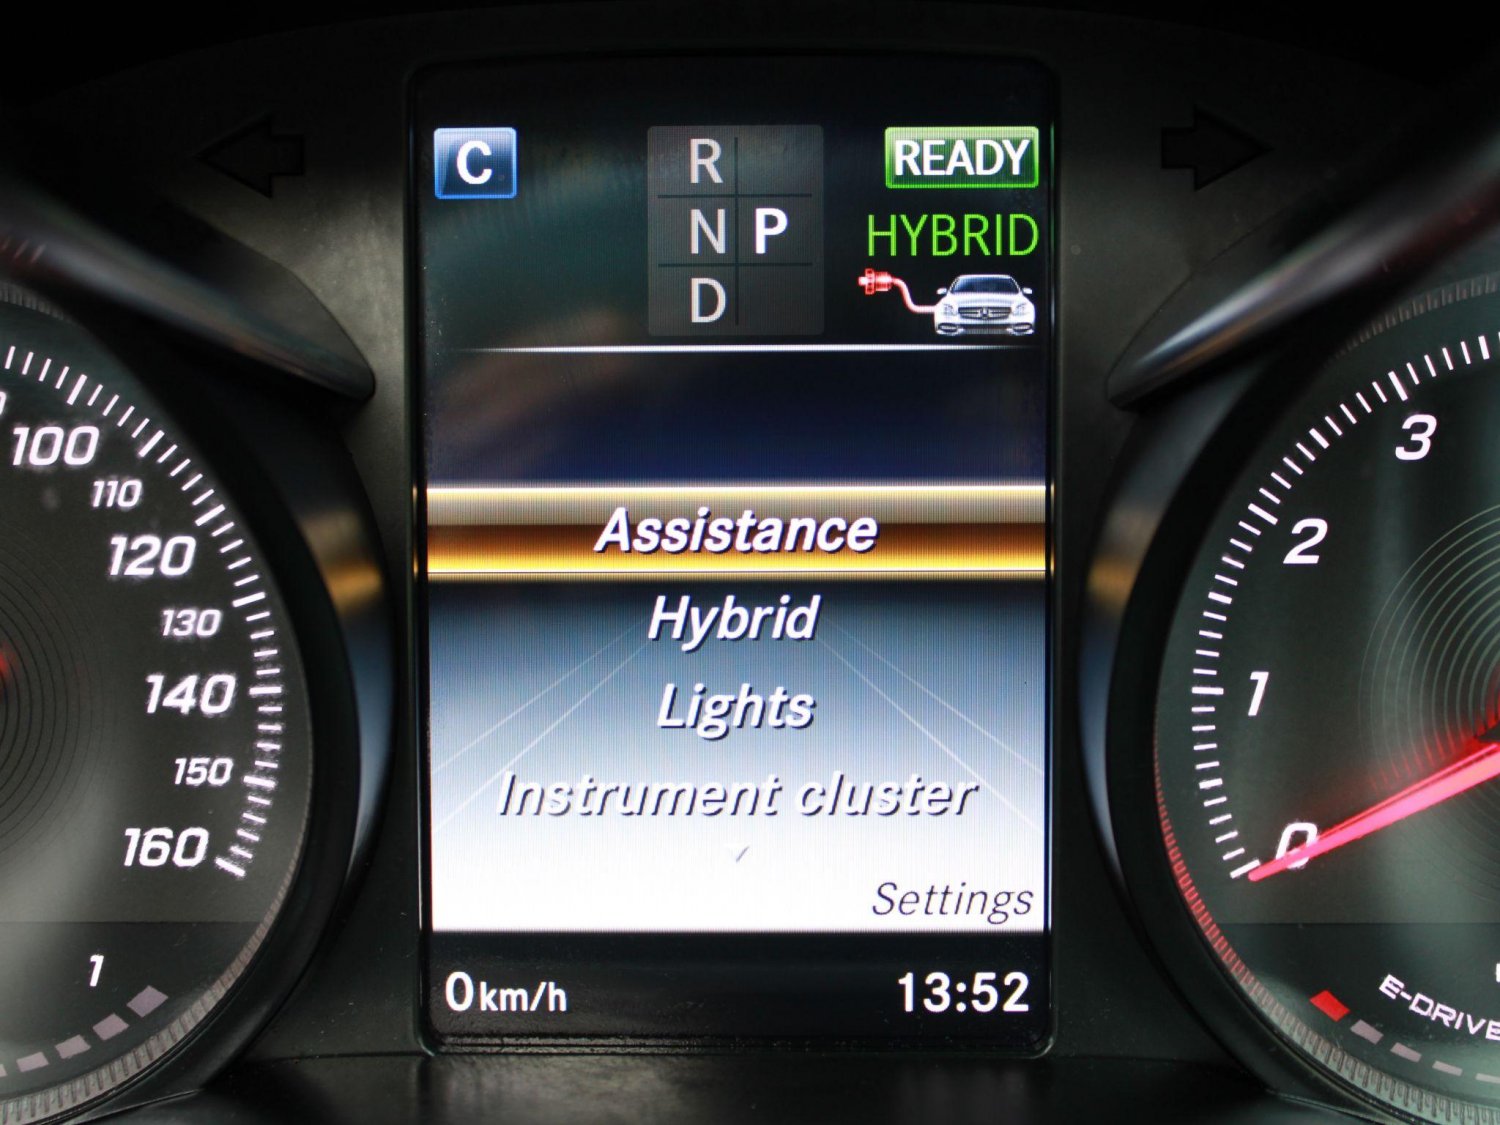 C
R
N P
D
READY
HYBRID
Assistance
Hybrid
Lights
Instrument cluster
Settings
0 km/h
13:52
100
110
120
130
140
150
160
1
3
2
1
0
E-DRIVE